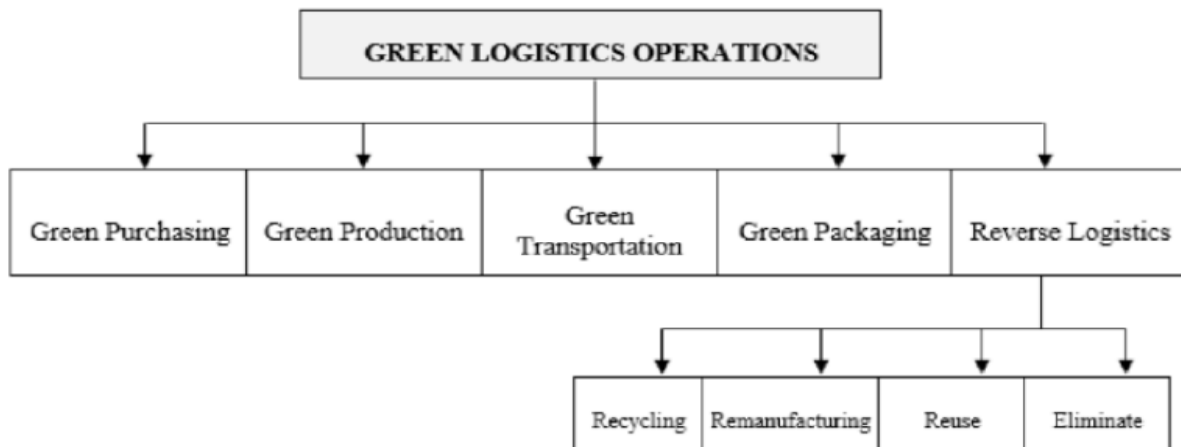 GREEN LOGISTICS OPERATIONS
Green Purchasing
Green Production
Green
Transportation
Green Packaging
Reverse Logistics
Recycling
Remanufacturing
Reuse
Eliminate